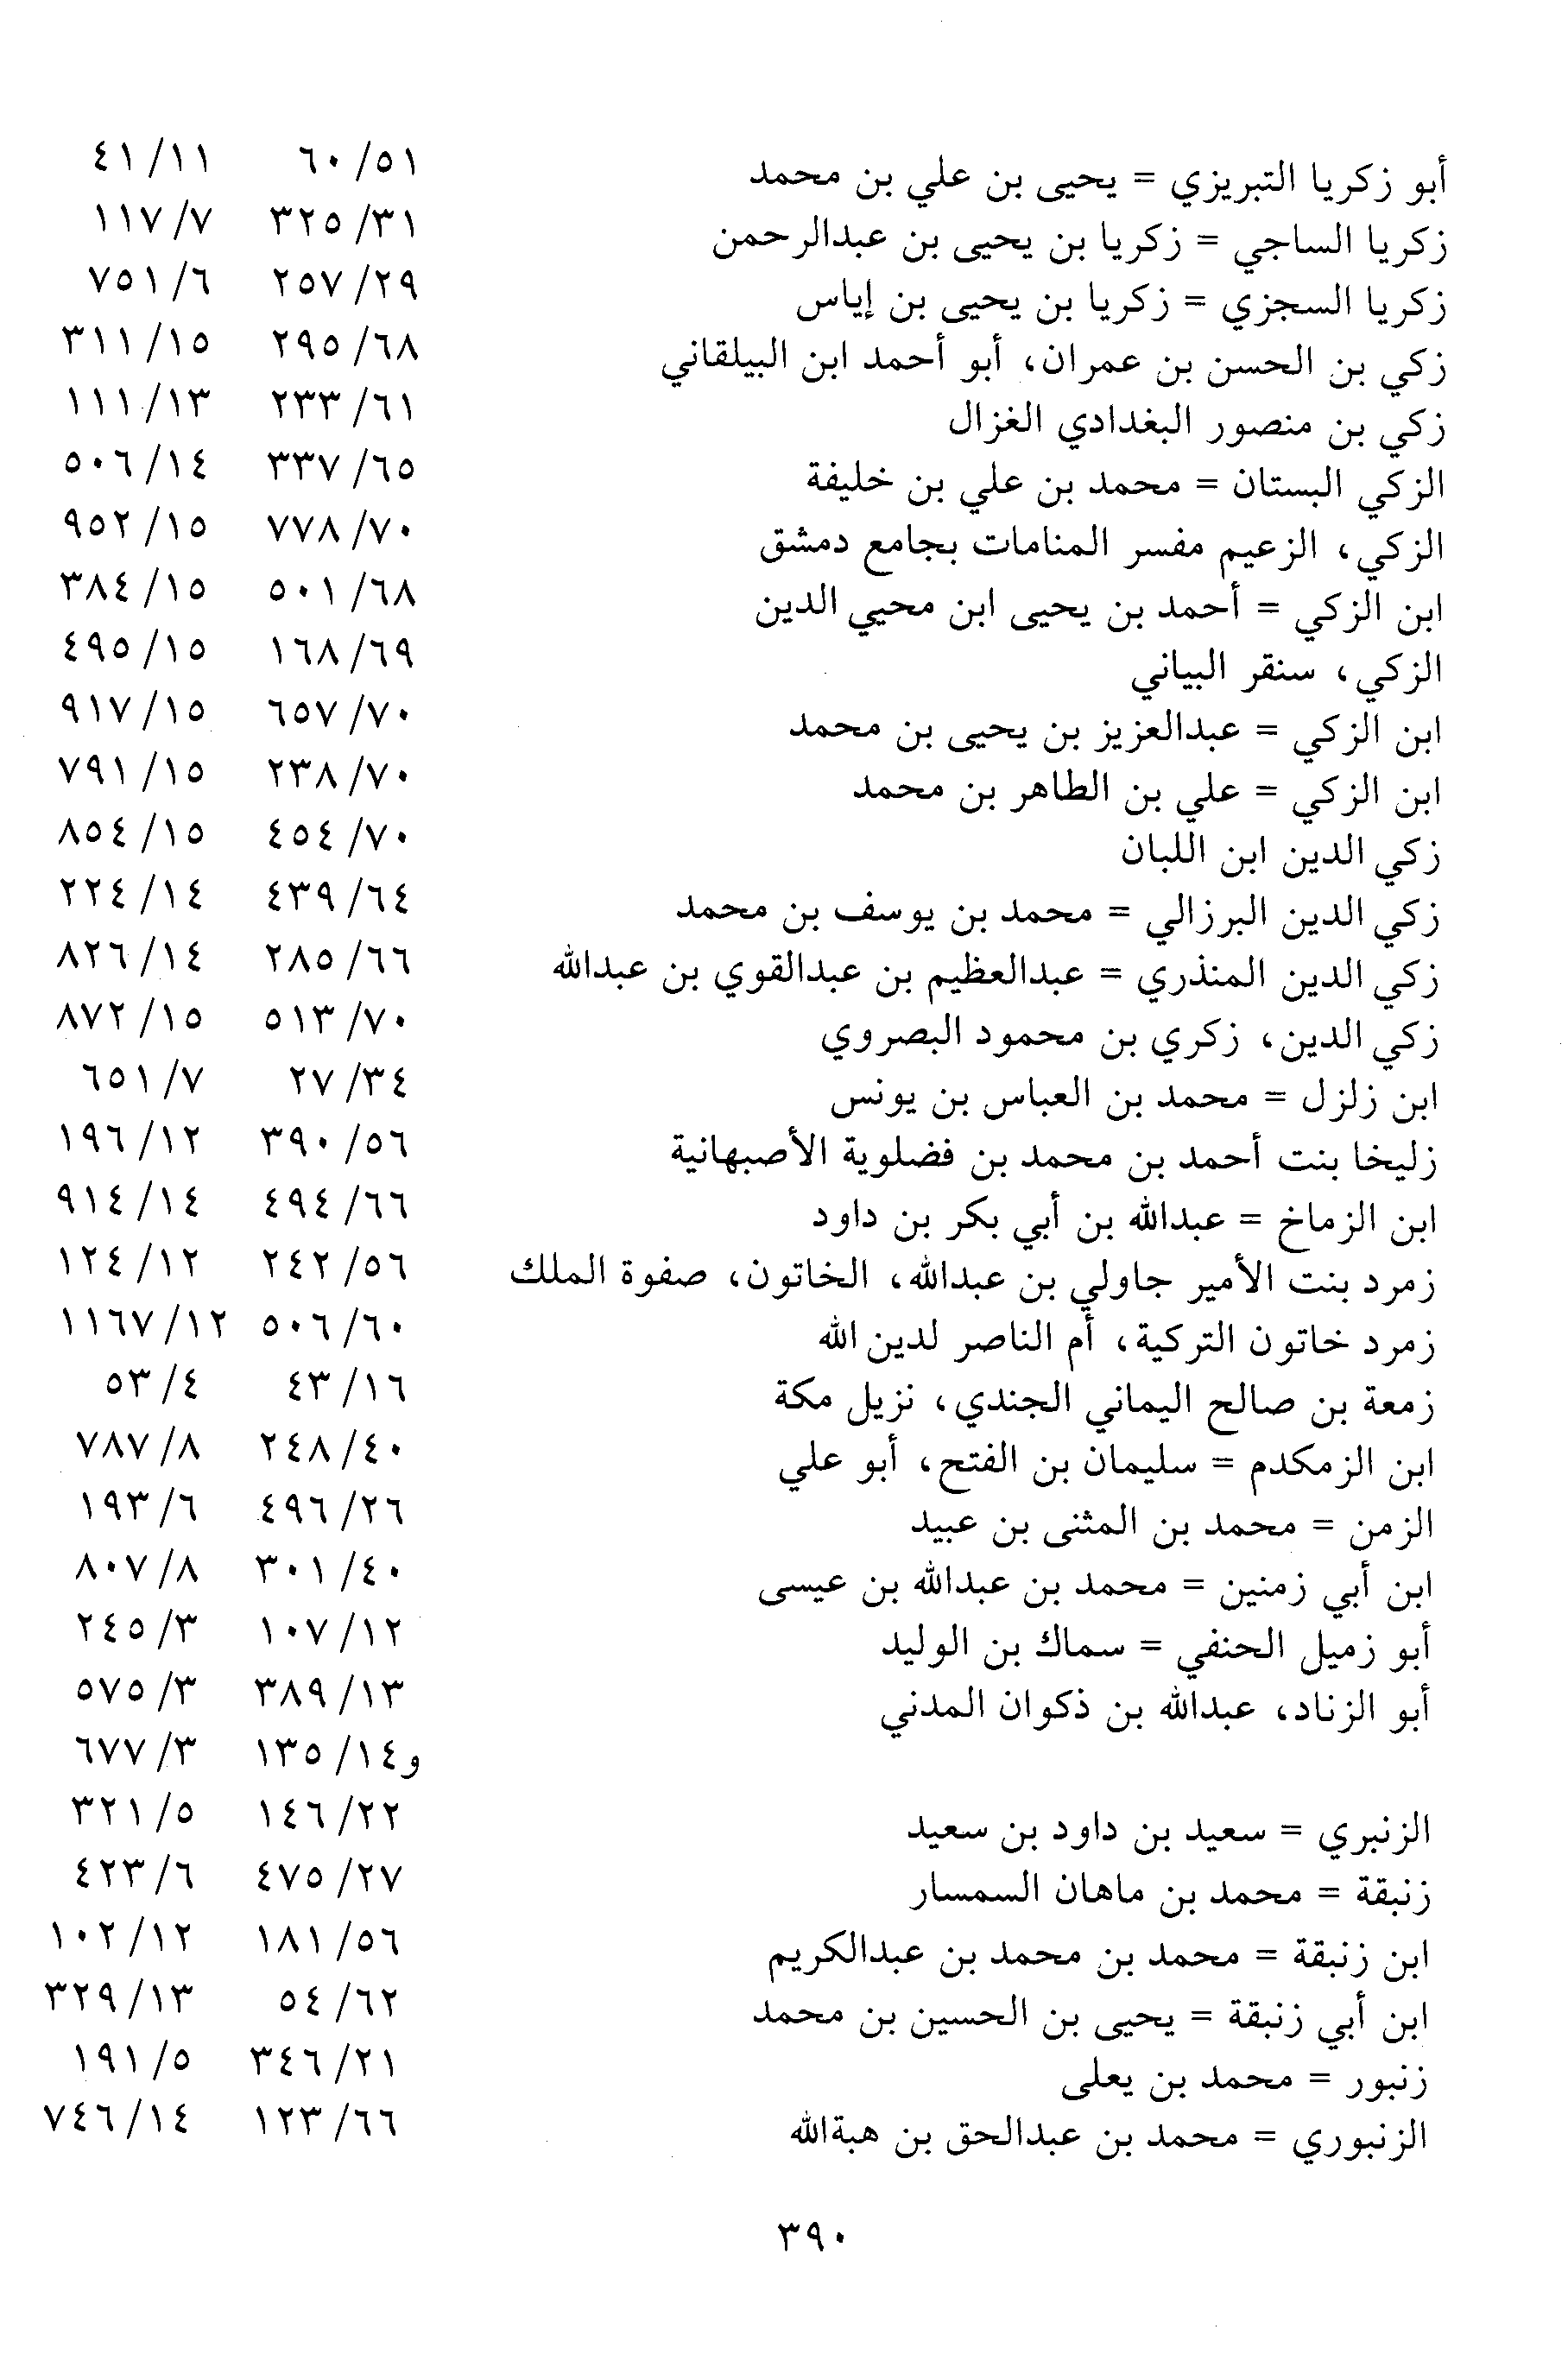 أبو زكريا التبريزي = يحيى بن علي بن محمد ٥١/٦٠ ١١/٤١
زكريا الساجي = زكريا بن يحيى بن عبدالرحمن ٣١/٣٢٥ ٧/١١٧
زكريا السجزي = زكريا بن يحيى بن إياس ٢٩/٢٥٧ ٦/٧٥١
زكي بن الحسن بن عمران، أبو أحمد ابن البيلقاني ٦٨/٢٩٥ ١٥/٣١١
زكي بن منصور البغدادي الغزال ٦١/٢٣٣ ١٣/١١١
الزكي البستان = محمد بن علي بن خليفة ٦٥/٣٣٧ ١٤/٥٠٦
الزكي، الزعيم مفسر المنامات بجامع دمشق ٧٠/٧٧٨ ١٥/٩٥٢
ابن الزكي = أحمد بن يحيى ابن محيي الدين ٦٨/٥٠١ ١٥/٣٨٤
الزكي، سنقر البياني ٦٩/١٦٨ ١٥/٤٩٥
ابن الزكي = عبدالعزيز بن يحيى بن محمد ٧٠/٦٥٧ ١٥/٩١٧
ابن الزكي = علي بن الطاهر بن محمد ٧٠/٢٣٨ ١٥/٧٩١
زكي الدين ابن اللبان ٧٠/٤٥٤ ١٥/٨٥٤
زكي الدين البرزالي = محمد بن يوسف بن محمد ٦٤/٤٣٩ ١٤/٢٢٤
زكي الدين المنذري = عبدالعظيم بن عبدالقوي بن عبدالله ٦٦/٢٨٥ ١٤/٨٢٦
زكي الدين، زكري بن محمود البصروي ٧٠/٥١٣ ١٥/٨٧٢
ابن زلزل = محمد بن العباس بن يونس ٣٤/٢٧ ٧/٦٥١
زليخا بنت أحمد بن محمد بن فضلوية الأصبهانية ٥٦/٣٩٠ ١٢/١٩٦
ابن الزماخ = عبدالله بن أبي بكر بن داود ٦٦/٤٩٤ ١٤/٩١٤
زمرد بنت الأمير جاولي بن عبدالله، الخاتون، صفوة الملك ٥٦/٢٤٢ ١٢/١٢٤
زمرد خاتون التركية، أم الناصر لدين الله ٦٠/٥٠٦ ١٢/١١٦٧
زمعة بن صالح اليماني الجندي، نزيل مكة ١٦/٤٣ ٤/٥٣
ابن الزمكدم = سليمان بن الفتح، أبو علي ٤٠/٢٤٨ ٨/٧٨٧
الزمن = محمد بن المثنى بن عبيد ٢٦/٤٩٦ ٦/١٩٣
ابن أبي زمنين = محمد بن عبدالله بن عيسى ٤٠/٣٠١ ٨/٨٠٧
أبو زميل الحنفي = سماك بن الوليد ١٢/١٠٧ ٣/٢٤٥
أبو الزناد، عبدالله بن ذكوان المدني ١٣/٣٨٩ ٣/٥٧٥
و١٤/١٣٥ ٣/٦٧٧
الزنبري = سعيد بن داود بن سعيد ٢٢/١٤٦ ٥/٣٢١
زنبقة = محمد بن ماهان السمسار ٢٧/٤٧٥ ٦/٤٢٣
ابن زنبقة = محمد بن محمد بن عبدالكريم ٥٦/١٨١ ١٢/١٠٢
ابن أبي زنبقة = يحيى بن الحسين بن محمد ٦٢/٥٤ ١٣/٣٢٩
زنبور = محمد بن يعلى ٢١/٣٤٦ ٥/١٩١
الزنبوري = محمد بن عبدالحق بن هبةالله ٦٦/١٢٣ ١٤/٧٤٦
٣٩٠